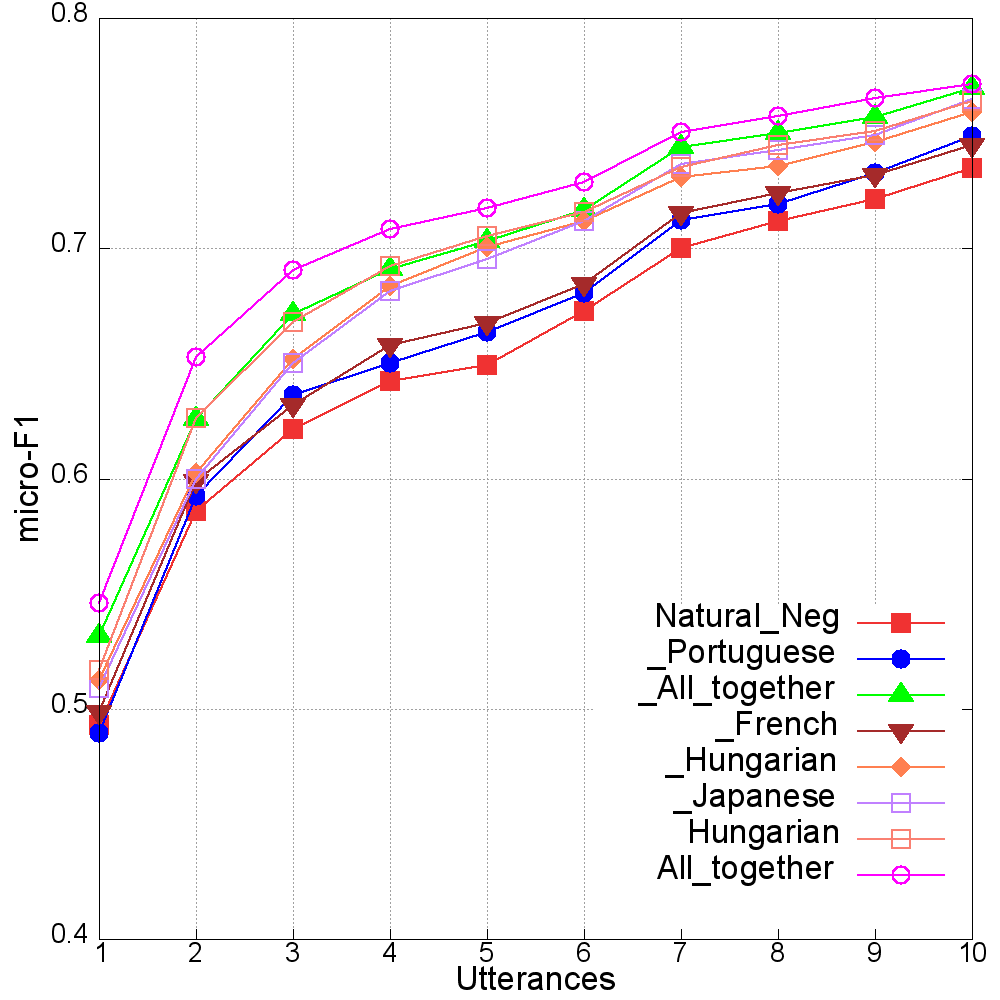 0.8
0.7
0.6
0.5
0.4
micro-F1
Natural_Neg
_Portuguese
_All_together
_French
_Hungarian
_Japanese
Hungarian
All_together
1 2 3 4 5 6 7 8 9 10
Utterances